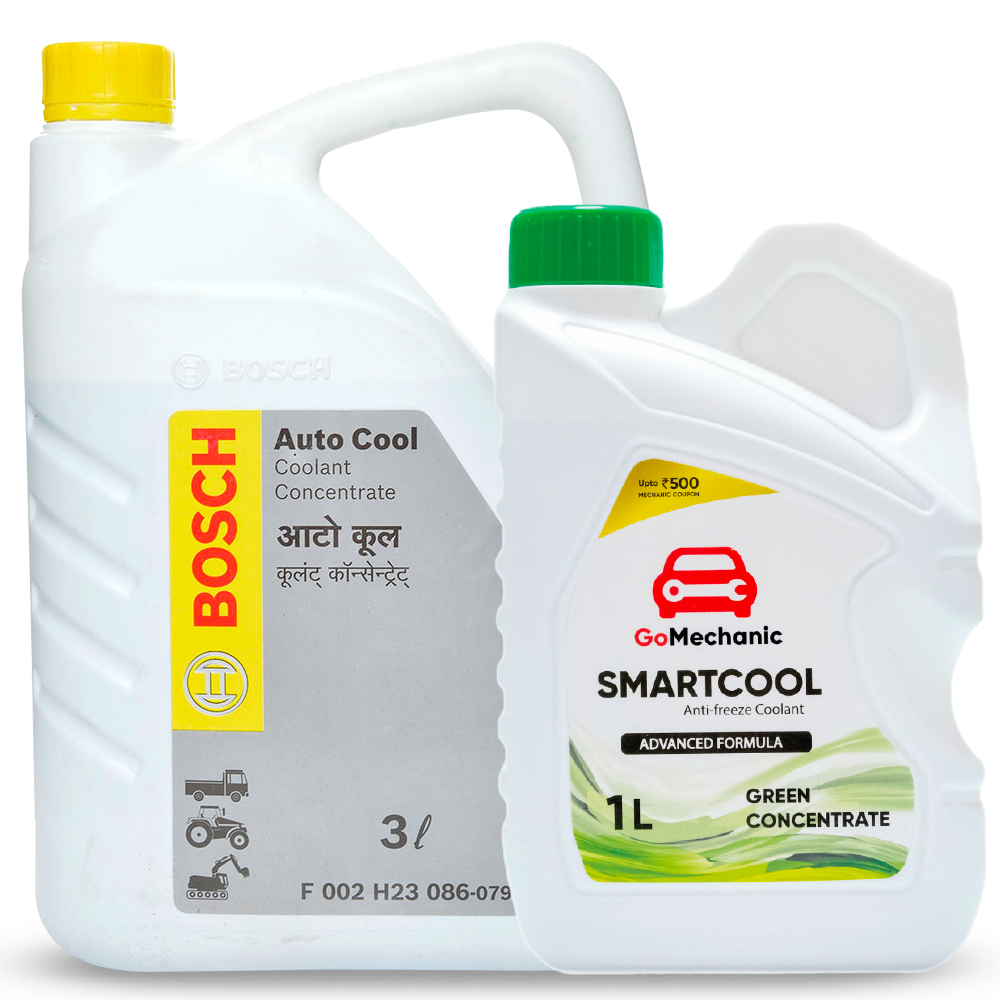 BOSCH
BOSCH
Auto Cool
Coolant
Concentrate
आटो कूल
कूलंट् कॉन्सेन्ट्रेट्
3 ℓ
F 002 H23 086-079
Upto ₹500
MECHANIC COUPON
GoMechanic
SMARTCOOL
Anti-freeze Coolant
ADVANCED FORMULA
1L
GREEN
CONCENTRATE